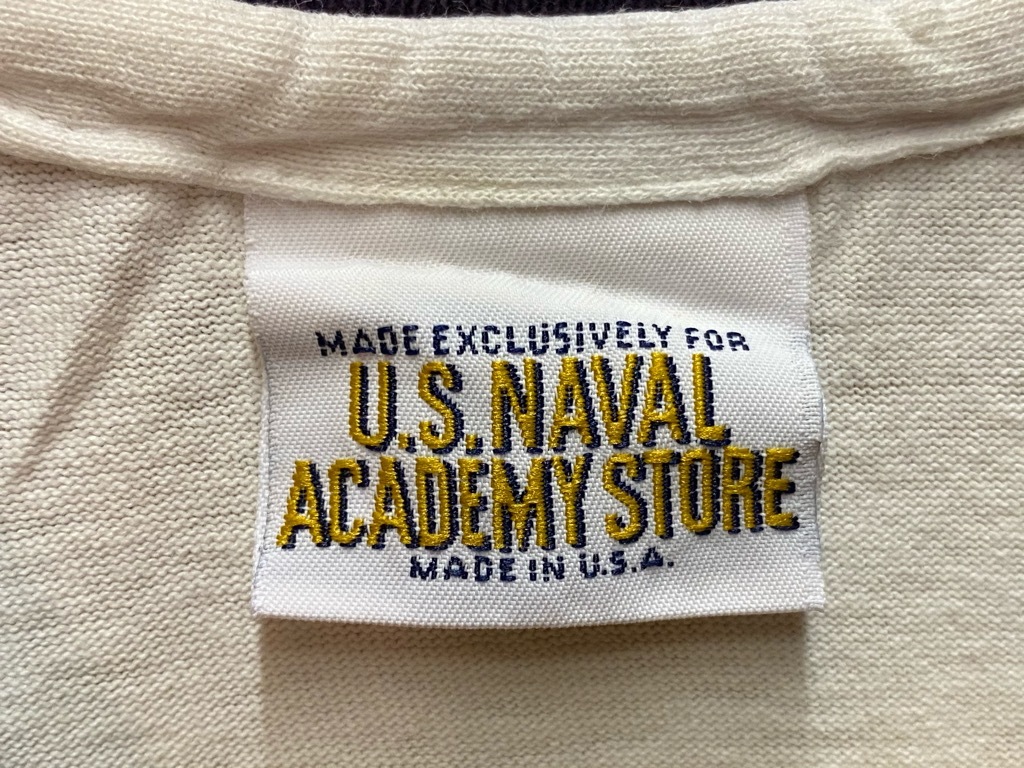 MADE EXCLUSIVELY FOR
U.S. NAVAL
ACADEMY STORE
MADE IN U.S.A.